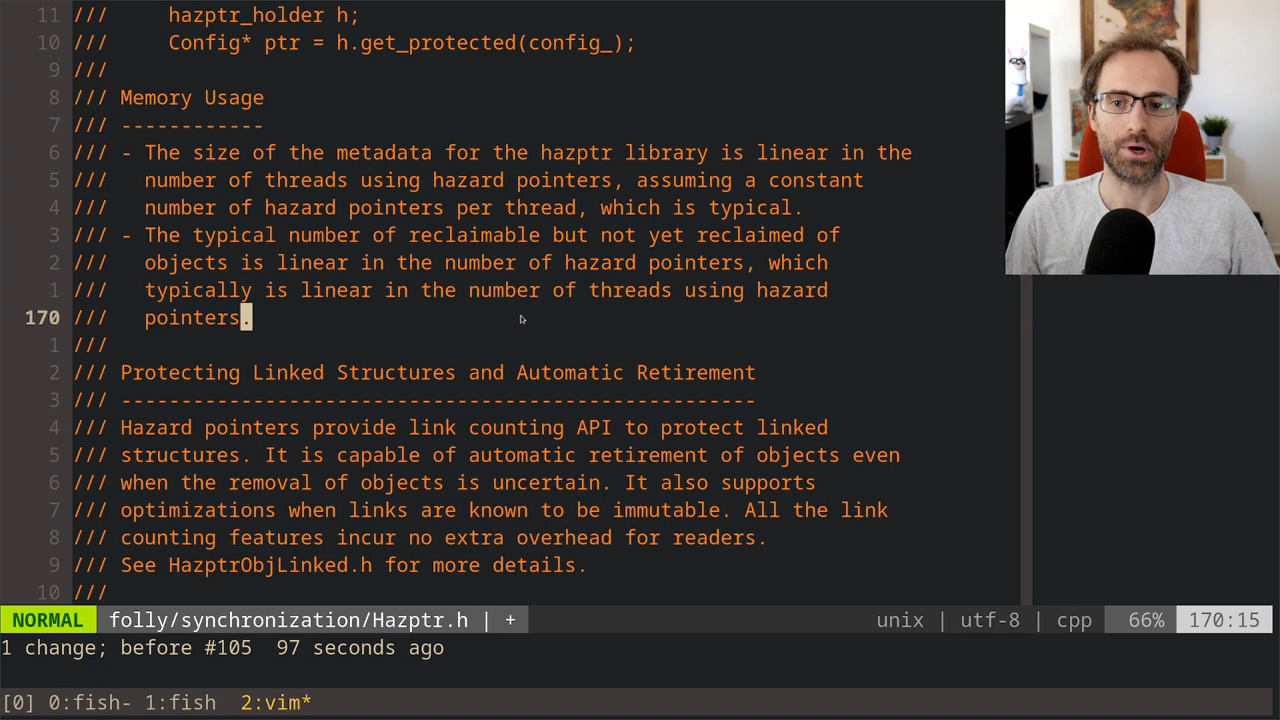 11 ///     hazptr_holder h;
10 ///     Config* ptr = h.get_protected(config_);
9 ///
8 /// Memory Usage
7 /// ------------
6 /// - The size of the metadata for the hazptr library is linear in the
5 ///   number of threads using hazard pointers, assuming a constant
4 ///   number of hazard pointers per thread, which is typical.
3 /// - The typical number of reclaimable but not yet reclaimed of
2 ///   objects is linear in the number of hazard pointers, which
1 ///   typically is linear in the number of threads using hazard
170 ///   pointers.
1 ///
2 /// Protecting Linked Structures and Automatic Retirement
3 /// -----------------------------------------------------
4 /// Hazard pointers provide link counting API to protect linked
5 /// structures. It is capable of automatic retirement of objects even
6 /// when the removal of objects is uncertain. It also supports
7 /// optimizations when links are known to be immutable. All the link
8 /// counting features incur no extra overhead for readers.
9 /// See HazptrObjLinked.h for more details.
10 ///
NORMAL folly/synchronization/Hazptr.h | + unix | utf-8 | cpp 66% 170:15
1 change; before #105  97 seconds ago
[0] 0:fish- 1:fish  2:vim*